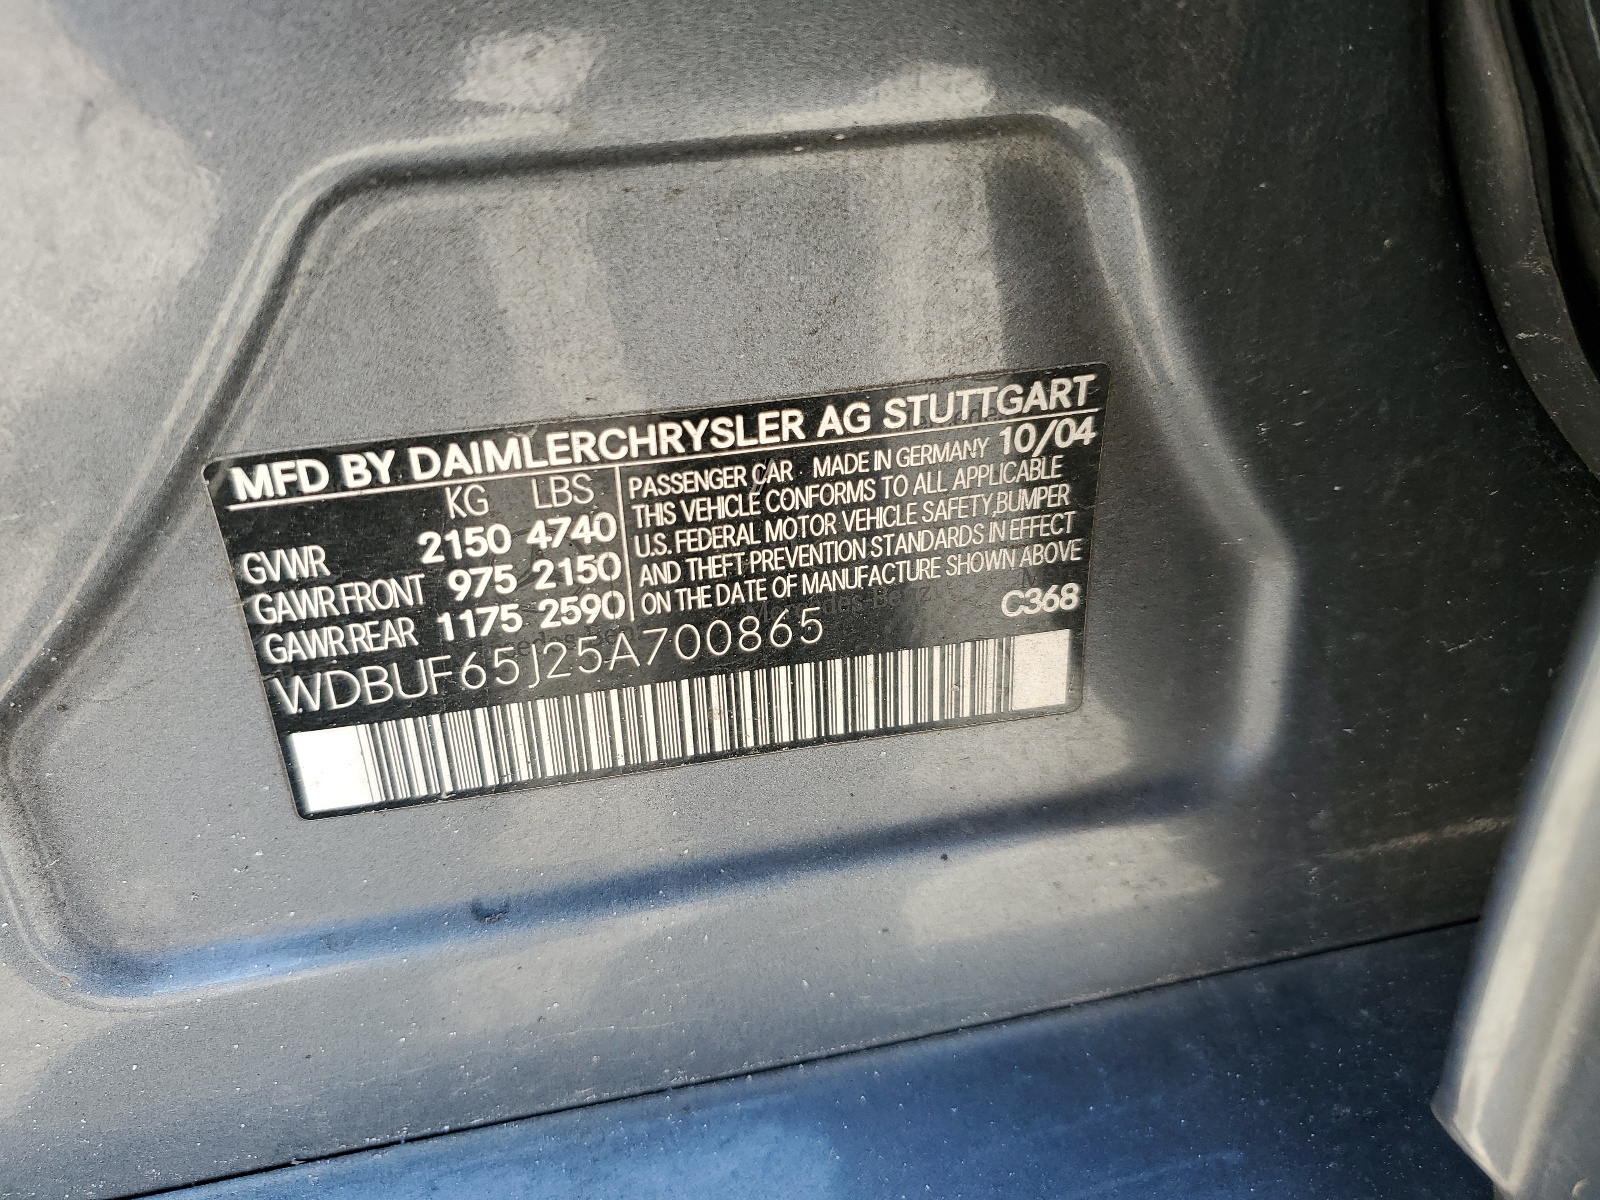 MFD BY DAIMLERCHRYSLER AG STUTTGART
KG LBS
GVWR 2150 4740
GAWR FRONT 975 2150
GAWR REAR 1175 2590
PASSENGER CAR · MADE IN GERMANY 10/04
THIS VEHICLE CONFORMS TO ALL APPLICABLE
U.S. FEDERAL MOTOR VEHICLE SAFETY,BUMPER
AND THEFT PREVENTION STANDARDS IN EFFECT
ON THE DATE OF MANUFACTURE SHOWN ABOVE
C368
WDBUF65J25A700865